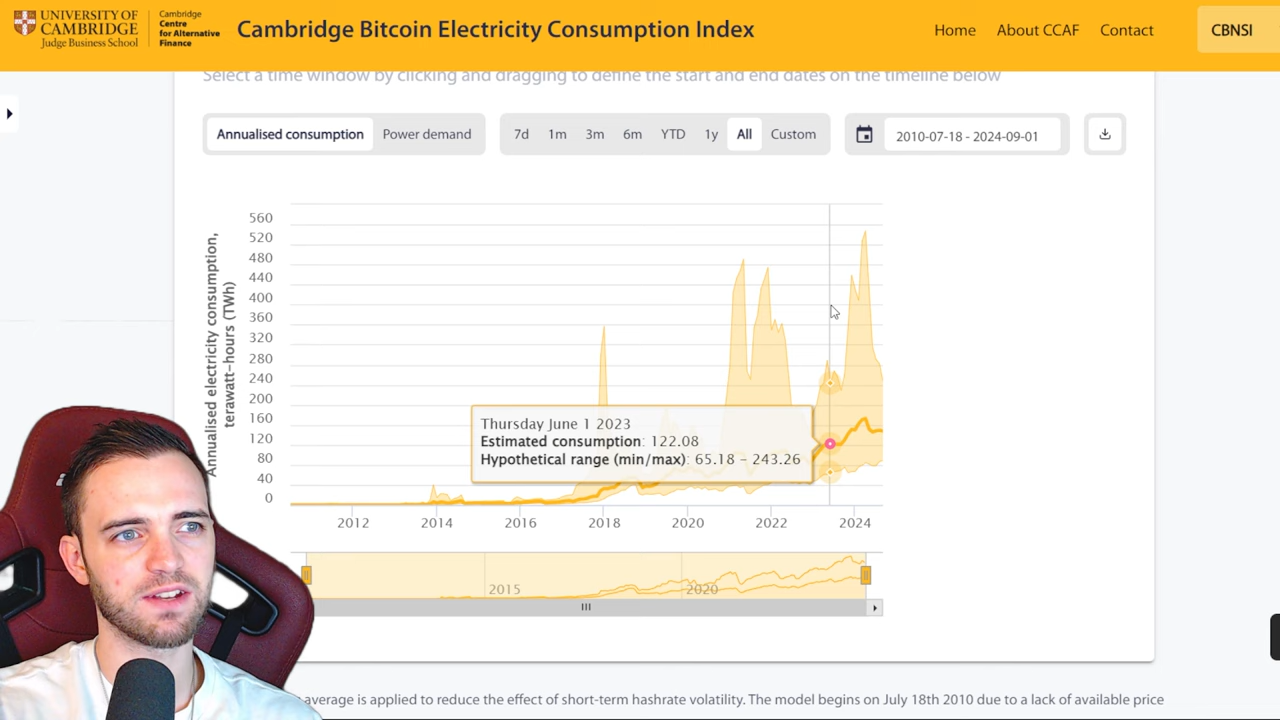 UNIVERSITY OF
CAMBRIDGE
Judge Business School
Cambridge
Centre
for Alternative
Finance
Cambridge Bitcoin Electricity Consumption Index
Home
About CCAF
Contact
CBNSI
Select a time window by clicking and dragging to define the start and end dates on the timeline below
Annualised consumption
Power demand
7d
1m
3m
6m
YTD
1y
All
Custom
2010-07-18 - 2024-09-01
Annualised electricity consumption,
terawatt-hours (TWh)
560
520
480
440
400
360
320
280
240
200
160
120
80
40
0
Thursday June 1 2023
Estimated consumption: 122.08
Hypothetical range (min/max): 65.18 – 243.26
2012
2014
2016
2018
2020
2022
2024
2015
2020
average is applied to reduce the effect of short-term hashrate volatility. The model begins on July 18th 2010 due to a lack of available price